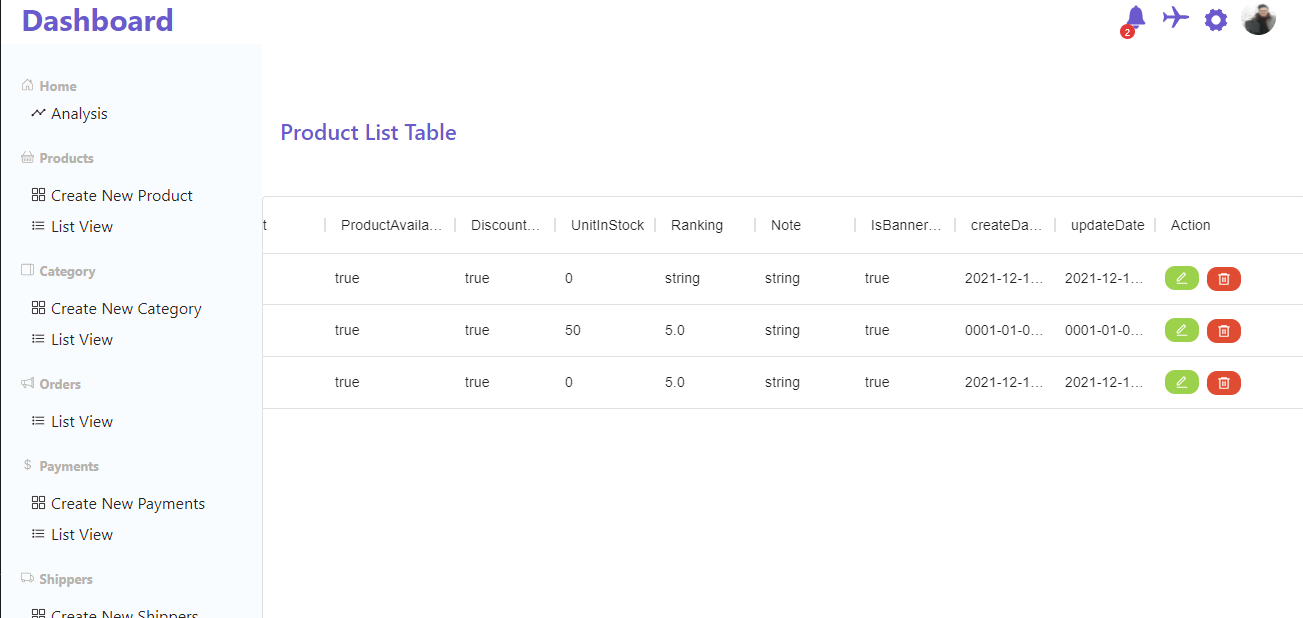 Dashboard
2
Home
Analysis
Products
Create New Product
List View
Category
Create New Category
List View
Orders
List View
$ Payments
Create New Payments
List View
Shippers
Create New Shippers
Product List Table
t ProductAvaila... Discount... UnitInStock Ranking Note IsBanner... createDa... updateDate Action
true true 0 string string true 2021-12-1... 2021-12-1...
true true 50 5.0 string true 0001-01-0... 0001-01-0...
true true 0 5.0 string true 2021-12-1... 2021-12-1...